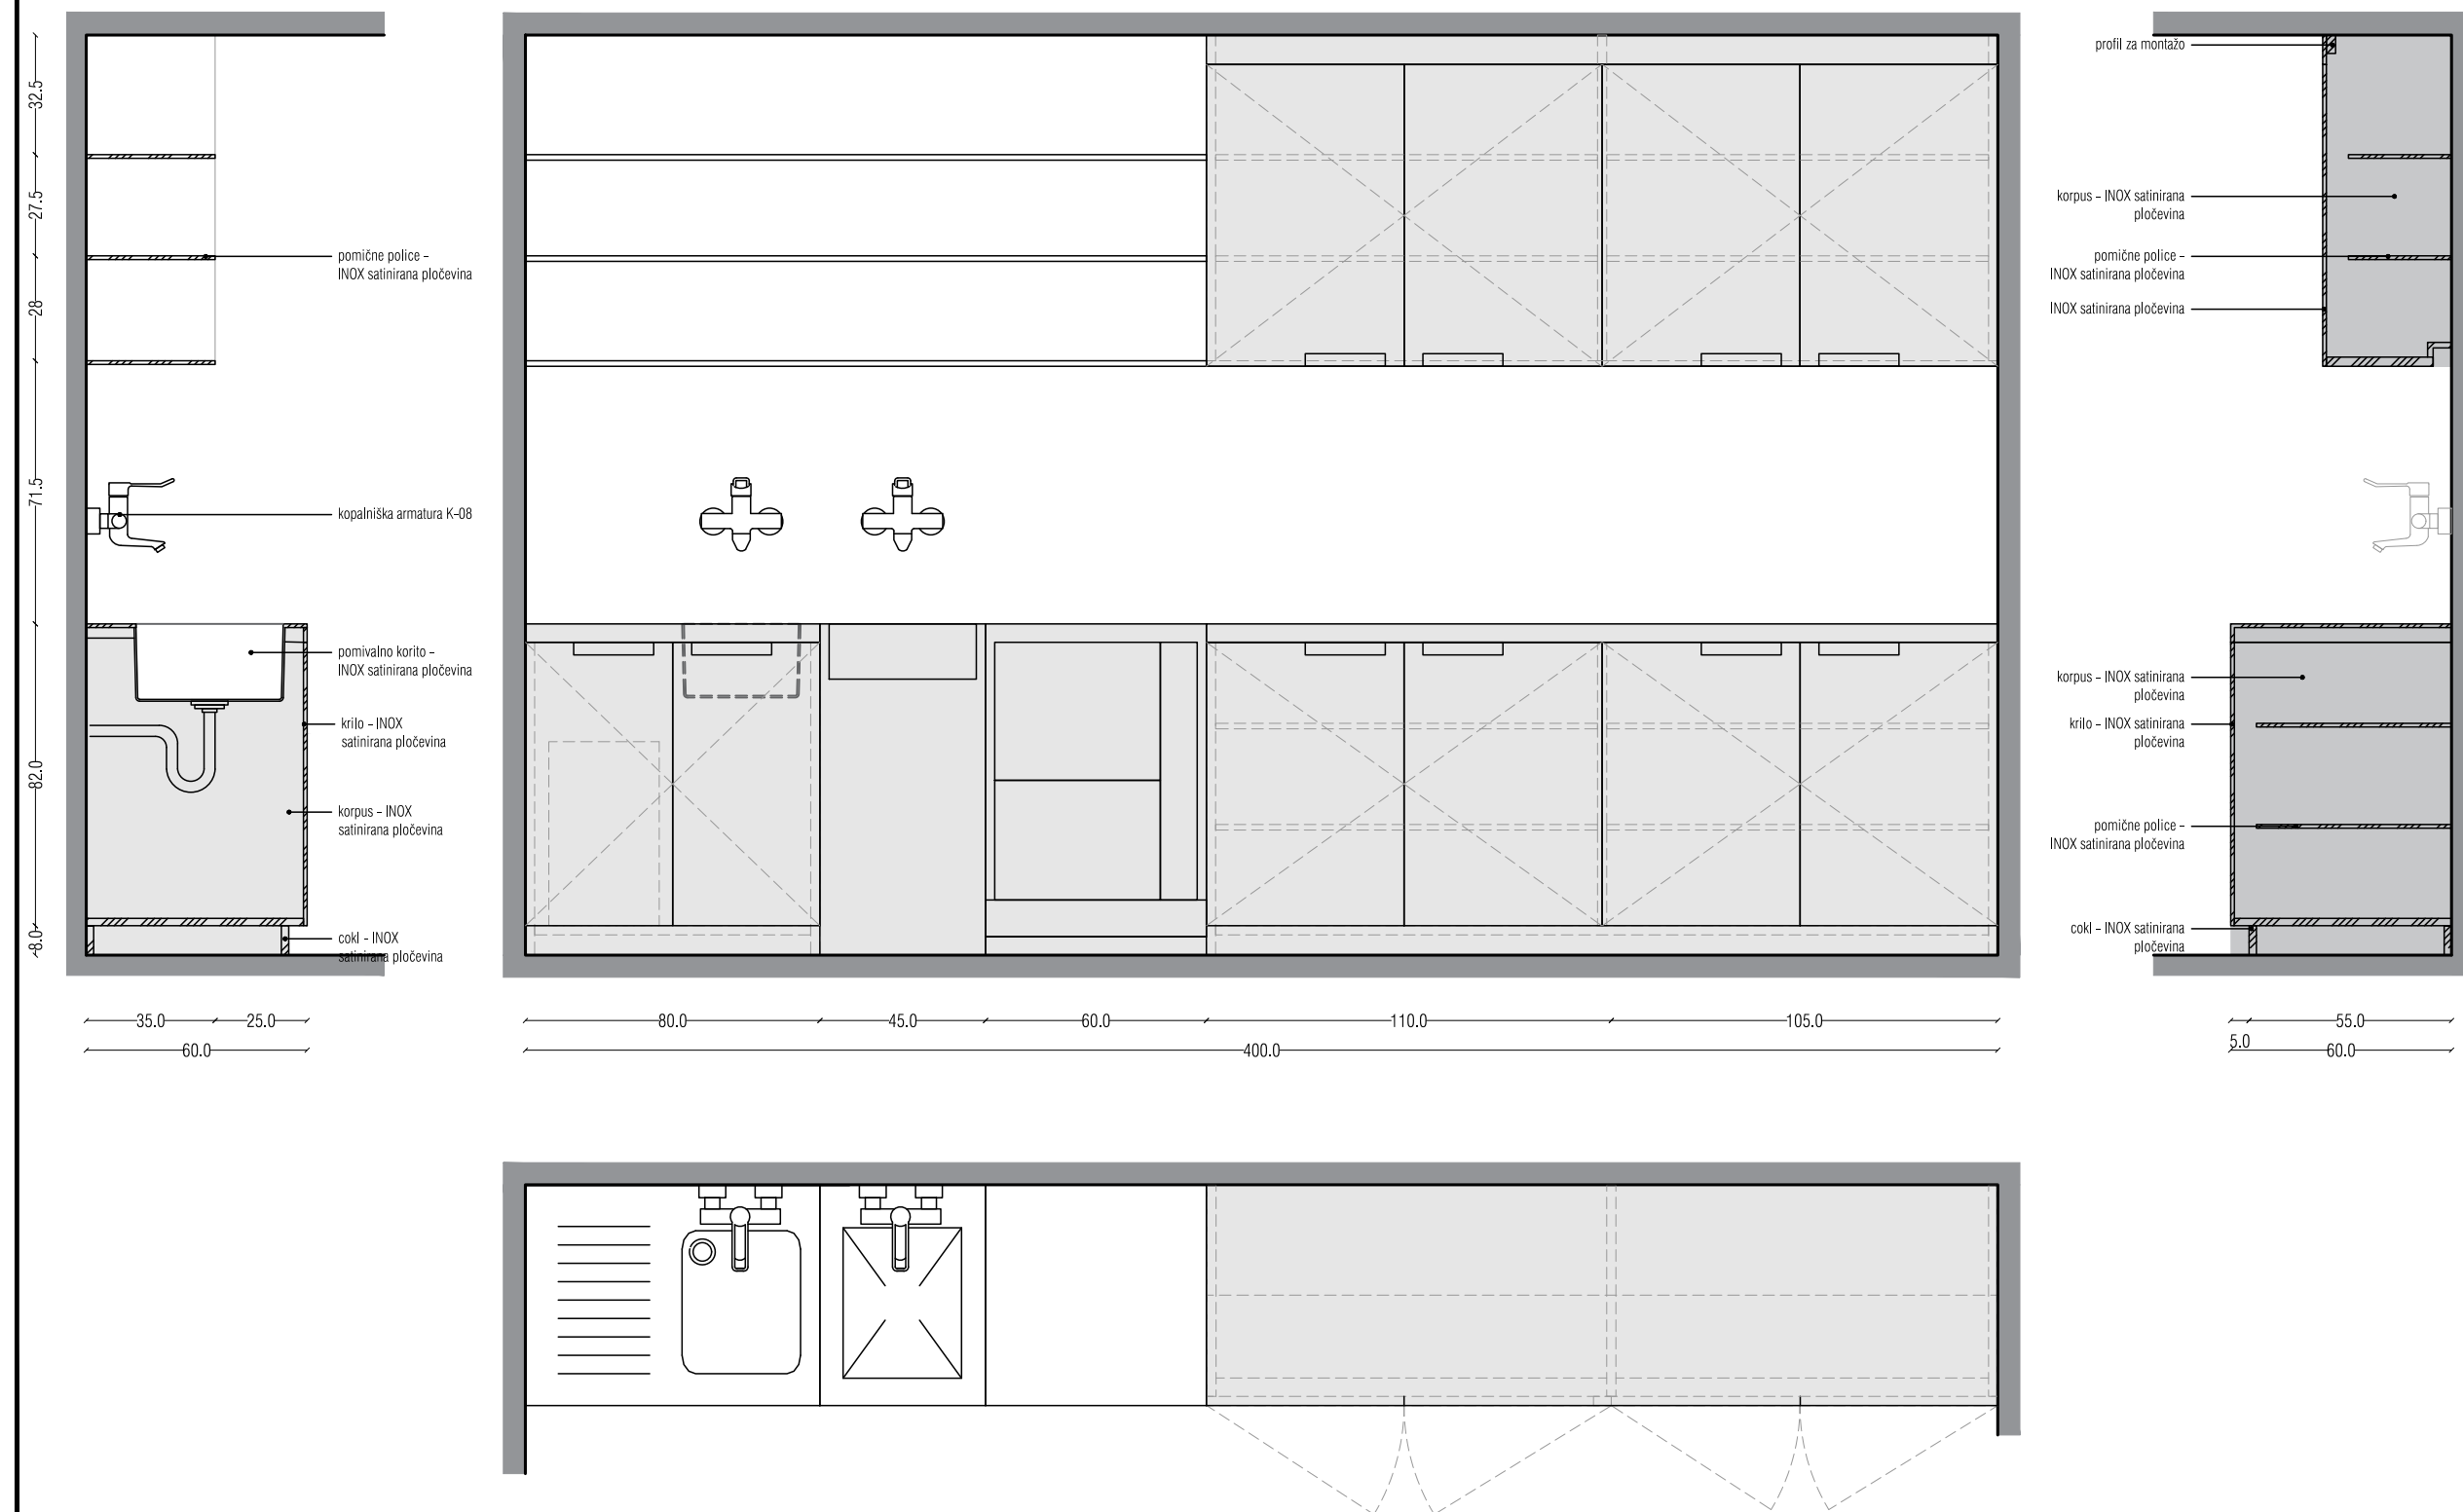 32.5
27.5
28
71.5
82.0
8.0
pomične police –
INOX satinirana pločevina
kopalniška armatura K-08
pomivalno korito –
INOX satinirana pločevina
krilo – INOX
satinirana pločevina
korpus – INOX
satinirana pločevina
cokl – INOX
satinirana pločevina
35.0
25.0
60.0
80.0
45.0
60.0
110.0
105.0
400.0
profil za montažo
korpus – INOX satinirana
pločevina
pomične police –
INOX satinirana pločevina
INOX satinirana pločevina
korpus – INOX satinirana
pločevina
krilo – INOX satinirana
pločevina
pomične police –
INOX satinirana pločevina
cokl – INOX satinirana
pločevina
55.0
5.0
60.0